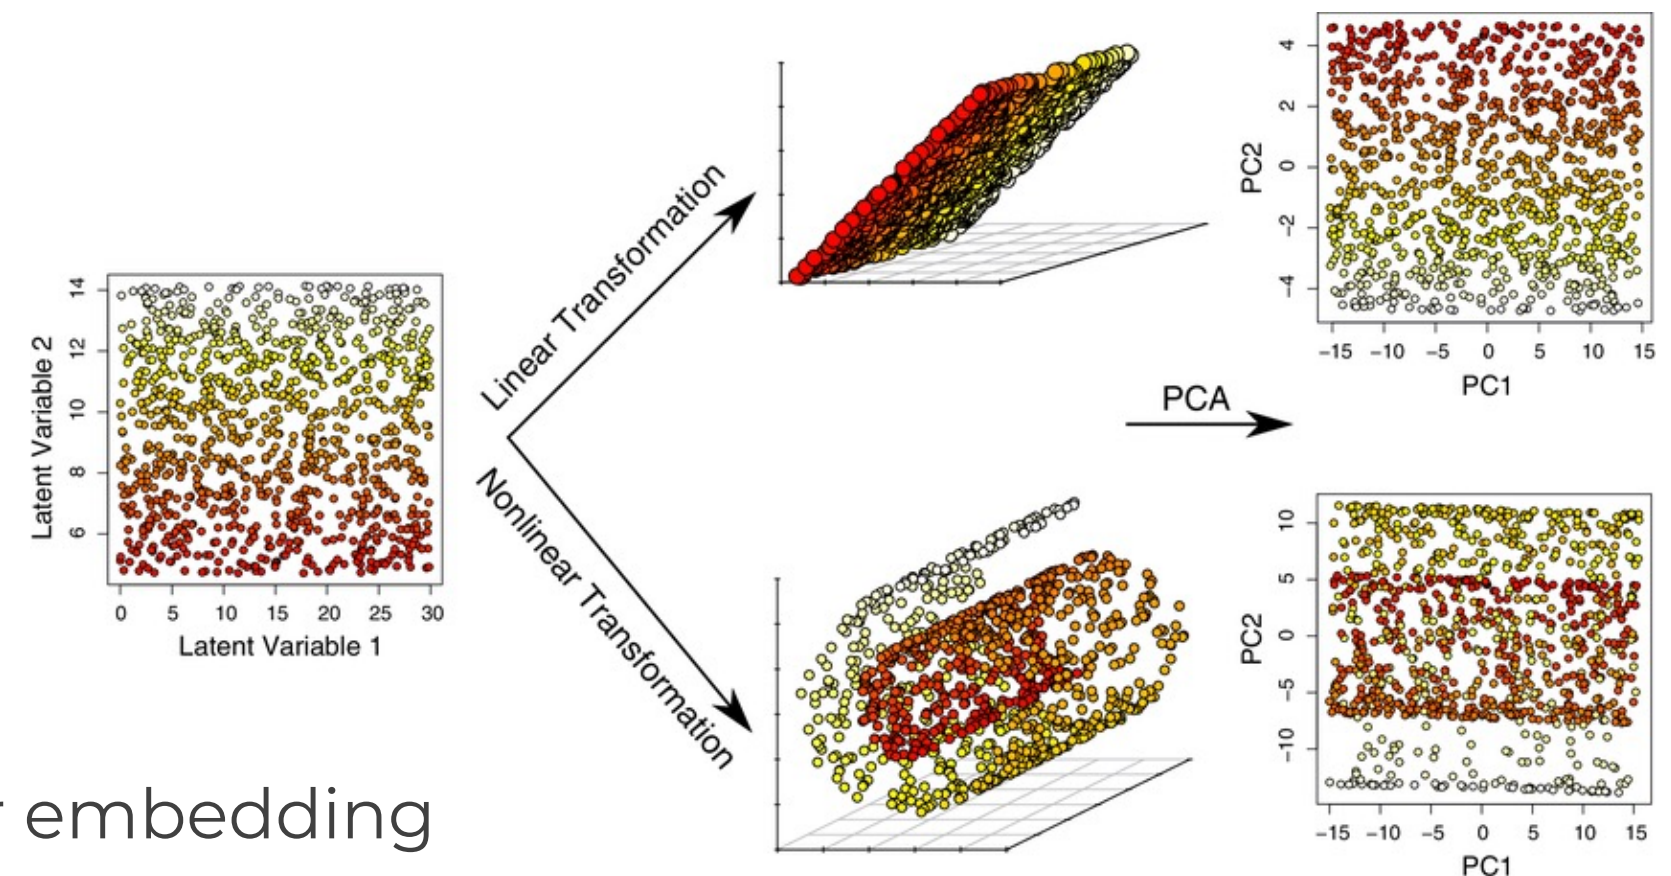 Latent Variable 2
14
12
10
8
6
0 5 10 15 20 25 30
Latent Variable 1
Linear Transformation
Nonlinear Transformation
PCA
PC2
4
2
0
−2
−4
−15 −10 −5 0 5 10 15
PC1
PC2
10
5
0
−5
−10
−15 −10 −5 0 5 10 15
PC1
embedding